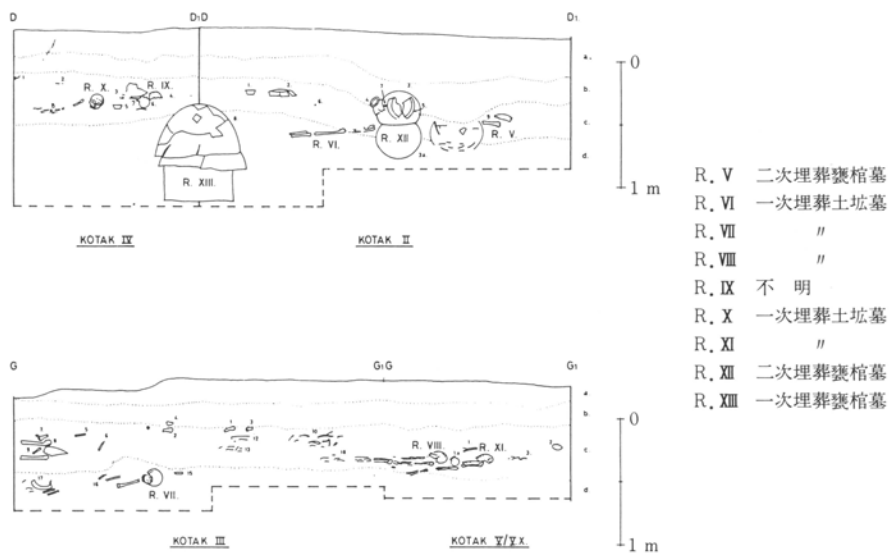 D D₁D D₁
a.
b.
c.
d.
0
1 m
R. X. R. IX.
R. XIII.
R. VI. R. XII R. V.
KOTAK IV KOTAK II
G G₁G G₁
a.
b.
c
d
0
1 m
R. VIII. R. XI.
R. VII.
KOTAK III KOTAK V/V X.
R. V 二次埋葬甕棺墓
R. VI 一次埋葬土坑墓
R. VII 〃
R. VIII 〃
R. IX 不 明
R. X 一次埋葬土坑墓
R. XI 〃
R. XII 二次埋葬甕棺墓
R. XIII 一次埋葬甕棺墓